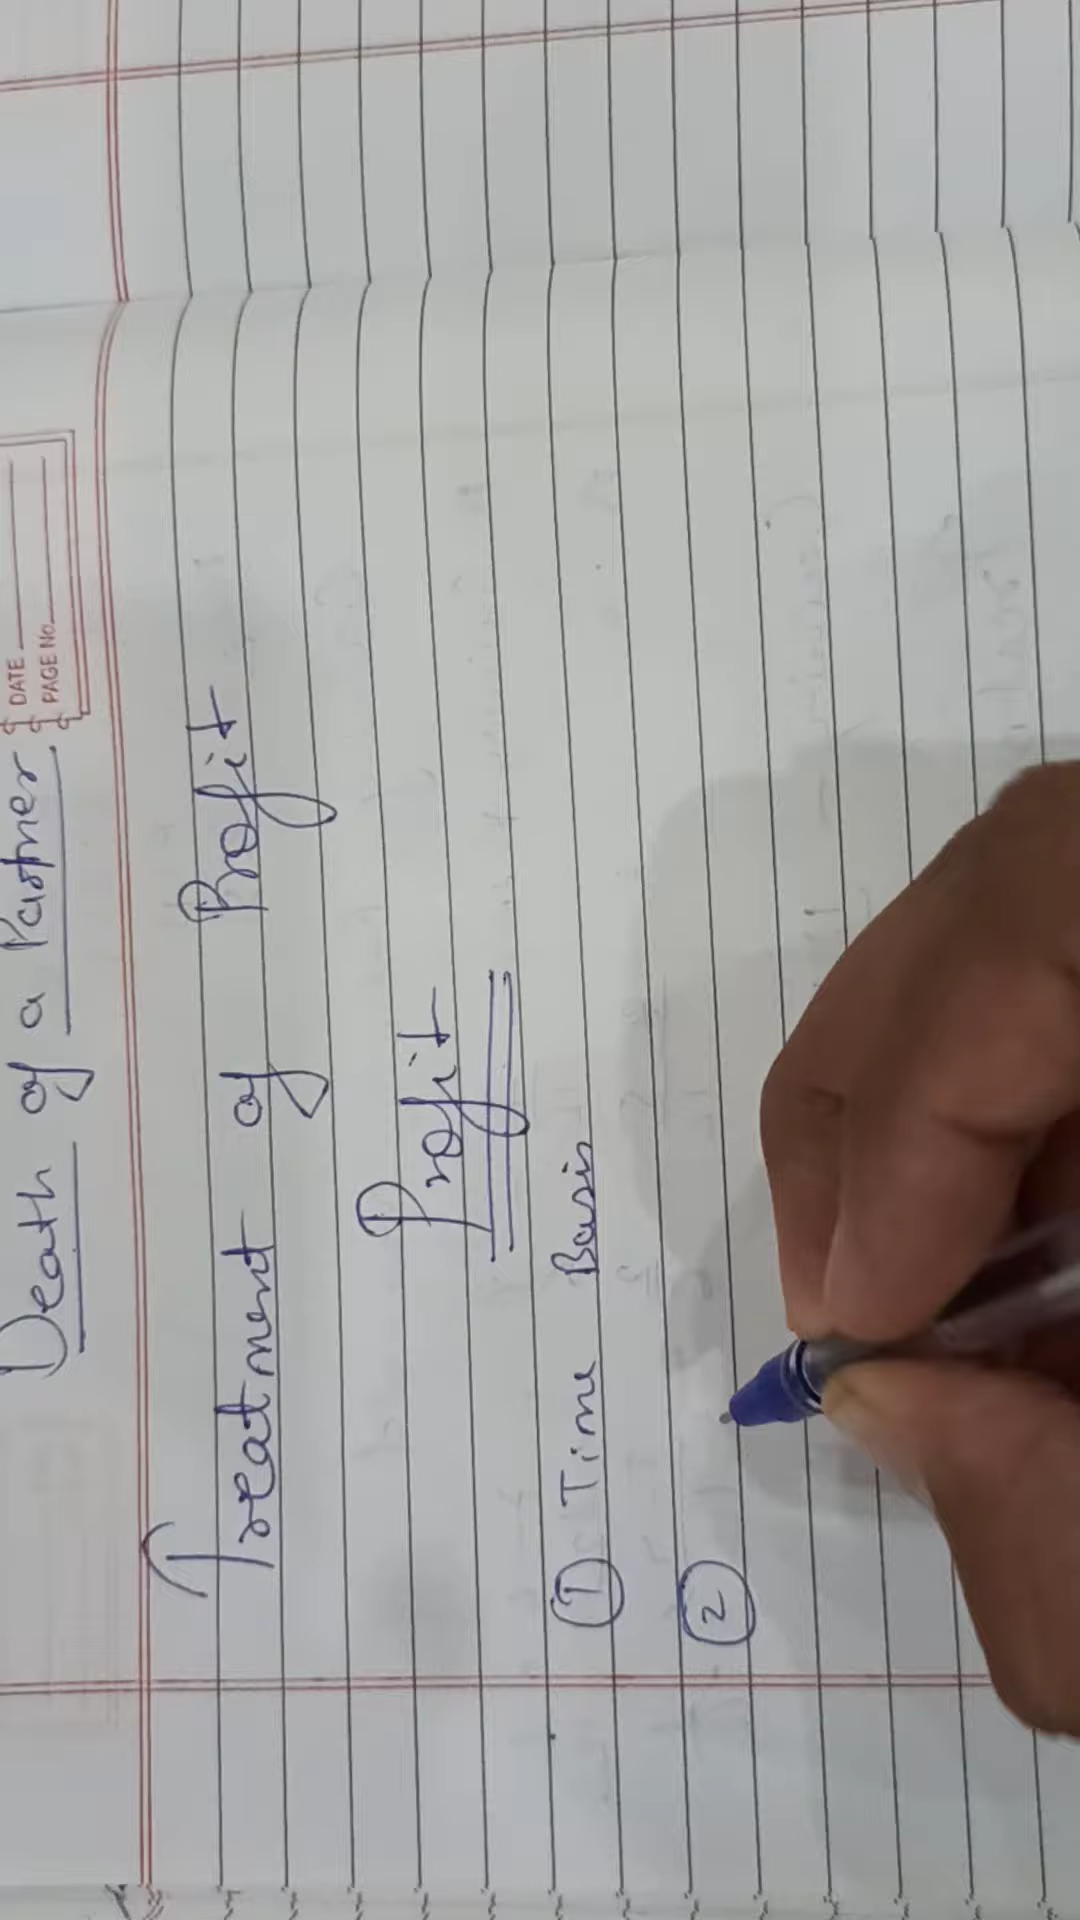 Death of a Partner
DATE
PAGE No.
Treatment of Profit
Profit
① Time Basis
②